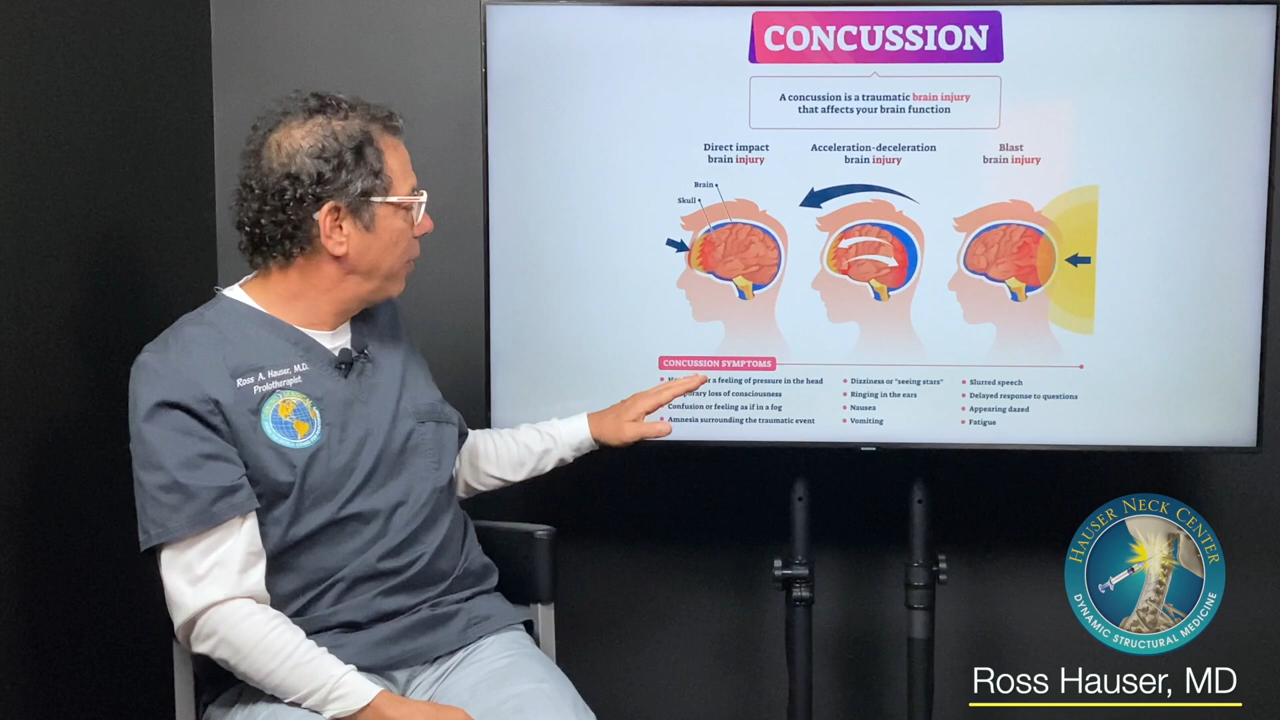 CONCUSSION
A concussion is a traumatic brain injury
that affects your brain function
Direct impact
brain injury
Acceleration-deceleration
brain injury
Blast
brain injury
Brain
Skull
CONCUSSION SYMPTOMS
a feeling of pressure in the head
loss of consciousness
Confusion or feeling as if in a fog
Amnesia surrounding the traumatic event
Dizziness or "seeing stars"
Ringing in the ears
Nausea
Vomiting
Slurred speech
Delayed response to questions
Appearing dazed
Fatigue
Ross A. Hauser, M.D.
Prolotherapist
HAUSER NECK CENTER
DYNAMIC STRUCTURAL MEDICINE
Ross Hauser, MD